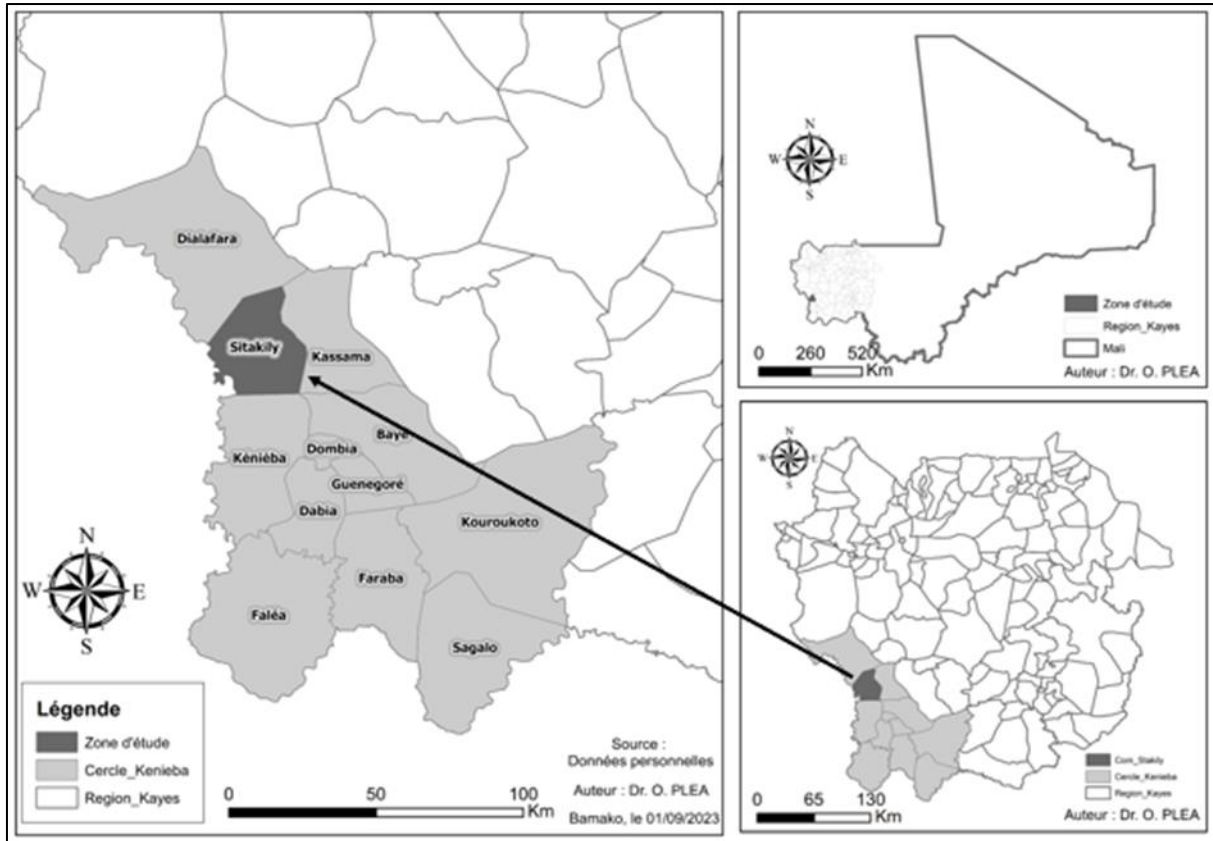 Dialafara
Sitakily
Kassama
Baye
Dombia
Kéniéba
Guenegoré
Dabia
Kouroukoto
Faraba
Faléa
Sagalo
N
W E
S
Légende
Zone d'étude
Cercle_Kenieba
Region_Kayes
Source :
Données personnelles
Auteur : Dr. O. PLEA
Bamako, le 01/09/2023
0 50 100
Km
N
W E
S
Zone d'étude
Region_Kayes
Mali
0 260 520
Km
Auteur : Dr. O. PLEA
N
W E
S
Com_Stakily
Cercle_Kenieba
Region_Kayes
0 65 130
Km
Auteur : Dr. O. PLEA